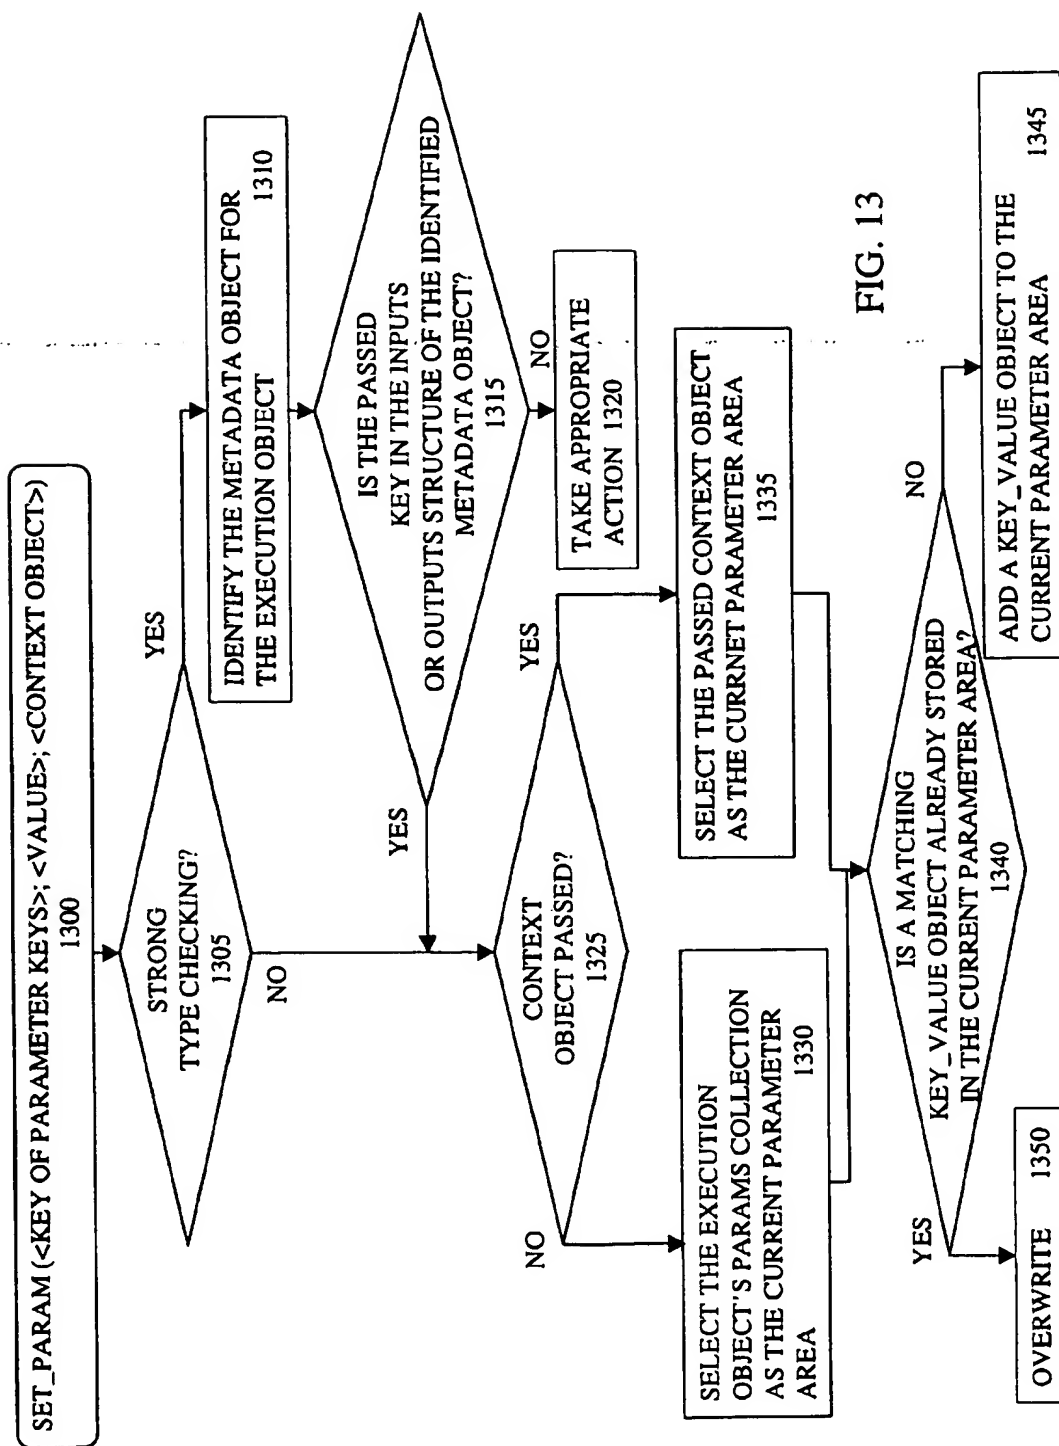 SET_PARAM (<KEY OF PARAMETER KEYS>; <VALUE>; <CONTEXT OBJECT>)
1300
STRONG
TYPE CHECKING?
1305
YES
NO
IDENTIFY THE METADATA OBJECT FOR
THE EXECUTION OBJECT 1310
IS THE PASSED
KEY IN THE INPUTS
OR OUTPUTS STRUCTURE OF THE IDENTIFIED
METADATA OBJECT?
1315
YES
NO
TAKE APPROPRIATE
ACTION 1320
CONTEXT
OBJECT PASSED?
1325
NO
YES
SELECT THE EXECUTION
OBJECT'S PARAMS COLLECTION
AS THE CURRENT PARAMETER
AREA 1330
SELECT THE PASSED CONTEXT OBJECT
AS THE CURRNET PARAMETER AREA
1335
IS A MATCHING
KEY_VALUE OBJECT ALREADY STORED
IN THE CURRENT PARAMETER AREA?
1340
YES
NO
OVERWRITE 1350
ADD A KEY_VALUE OBJECT TO THE
CURRENT PARAMETER AREA 1345
FIG. 13